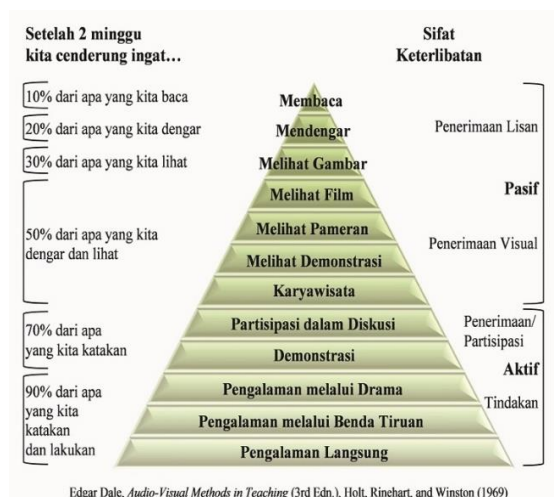 Setelah 2 minggu
kita cenderung ingat…
Sifat
Keterlibatan
10% dari apa yang kita baca
20% dari apa yang kita dengar
30% dari apa yang kita lihat
50% dari apa yang kita
dengar dan lihat
70% dari apa
yang kita katakan
90% dari apa
yang kita
katakan
dan lakukan
Membaca
Mendengar
Melihat Gambar
Melihat Film
Melihat Pameran
Melihat Demonstrasi
Karyawisata
Partisipasi dalam Diskusi
Demonstrasi
Pengalaman melalui Drama
Pengalaman melalui Benda Tiruan
Pengalaman Langsung
Penerimaan Lisan
Pasif
Penerimaan Visual
Penerimaan/
Partisipasi
Aktif
Tindakan
Edgar Dale, Audio-Visual Methods in Teaching (3rd Edn.), Holt, Rinehart, and Winston (1969)